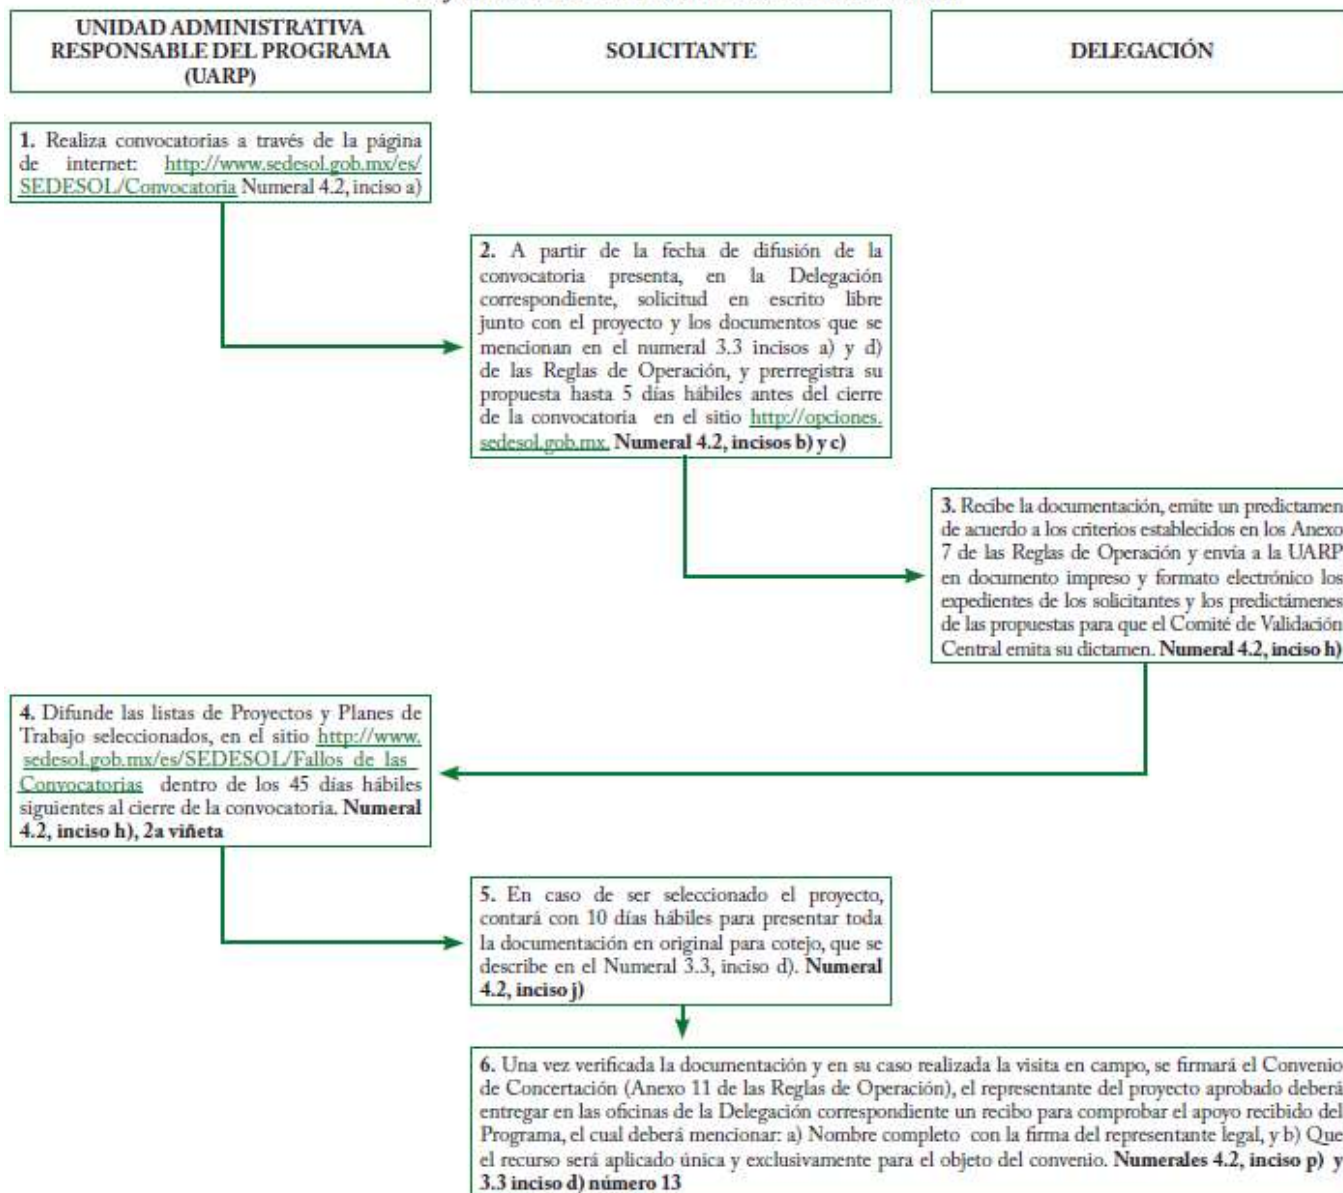 UNIDAD ADMINISTRATIVA
RESPONSABLE DEL PROGRAMA
(UARP)
SOLICITANTE
DELEGACIÓN
1. Realiza convocatorias a través de la página
de internet: http://www.sedesol.gob.mx/es/
SEDESOL/Convocatoria Numeral 4.2, inciso a)
2. A partir de la fecha de difusión de la
convocatoria presenta, en la Delegación
correspondiente, solicitud en escrito libre
junto con el proyecto y los documentos que se
mencionan en el numeral 3.3 incisos a) y d)
de las Reglas de Operación, y prerregistra su
propuesta hasta 5 días hábiles antes del cierre
de la convocatoria en el sitio http://opciones.
sedesol.gob.mx. Numeral 4.2, incisos b) y c)
3. Recibe la documentación, emite un predictamen
de acuerdo a los criterios establecidos en los Anexo
7 de las Reglas de Operación y envía a la UARP
en documento impreso y formato electrónico los
expedientes de los solicitantes y los predictámenes
de las propuestas para que el Comité de Validación
Central emita su dictamen. Numeral 4.2, inciso h)
4. Difunde las listas de Proyectos y Planes de
Trabajo seleccionados, en el sitio http://www.
sedesol.gob.mx/es/SEDESOL/Fallos_de_las_
Convocatorias dentro de los 45 días hábiles
siguientes al cierre de la convocatoria. Numeral
4.2, inciso h), 2a viñeta
5. En caso de ser seleccionado el proyecto,
contará con 10 días hábiles para presentar toda
la documentación en original para cotejo, que se
describe en el Numeral 3.3, inciso d). Numeral
4.2, inciso j)
6. Una vez verificada la documentación y en su caso realizada la visita en campo, se firmará el Convenio
de Concertación (Anexo 11 de las Reglas de Operación), el representante del proyecto aprobado deberá
entregar en las oficinas de la Delegación correspondiente un recibo para comprobar el apoyo recibido del
Programa, el cual deberá mencionar: a) Nombre completo con la firma del representante legal, y b) Que
el recurso será aplicado única y exclusivamente para el objeto del convenio. Numerales 4.2, inciso p) y
3.3 inciso d) número 13